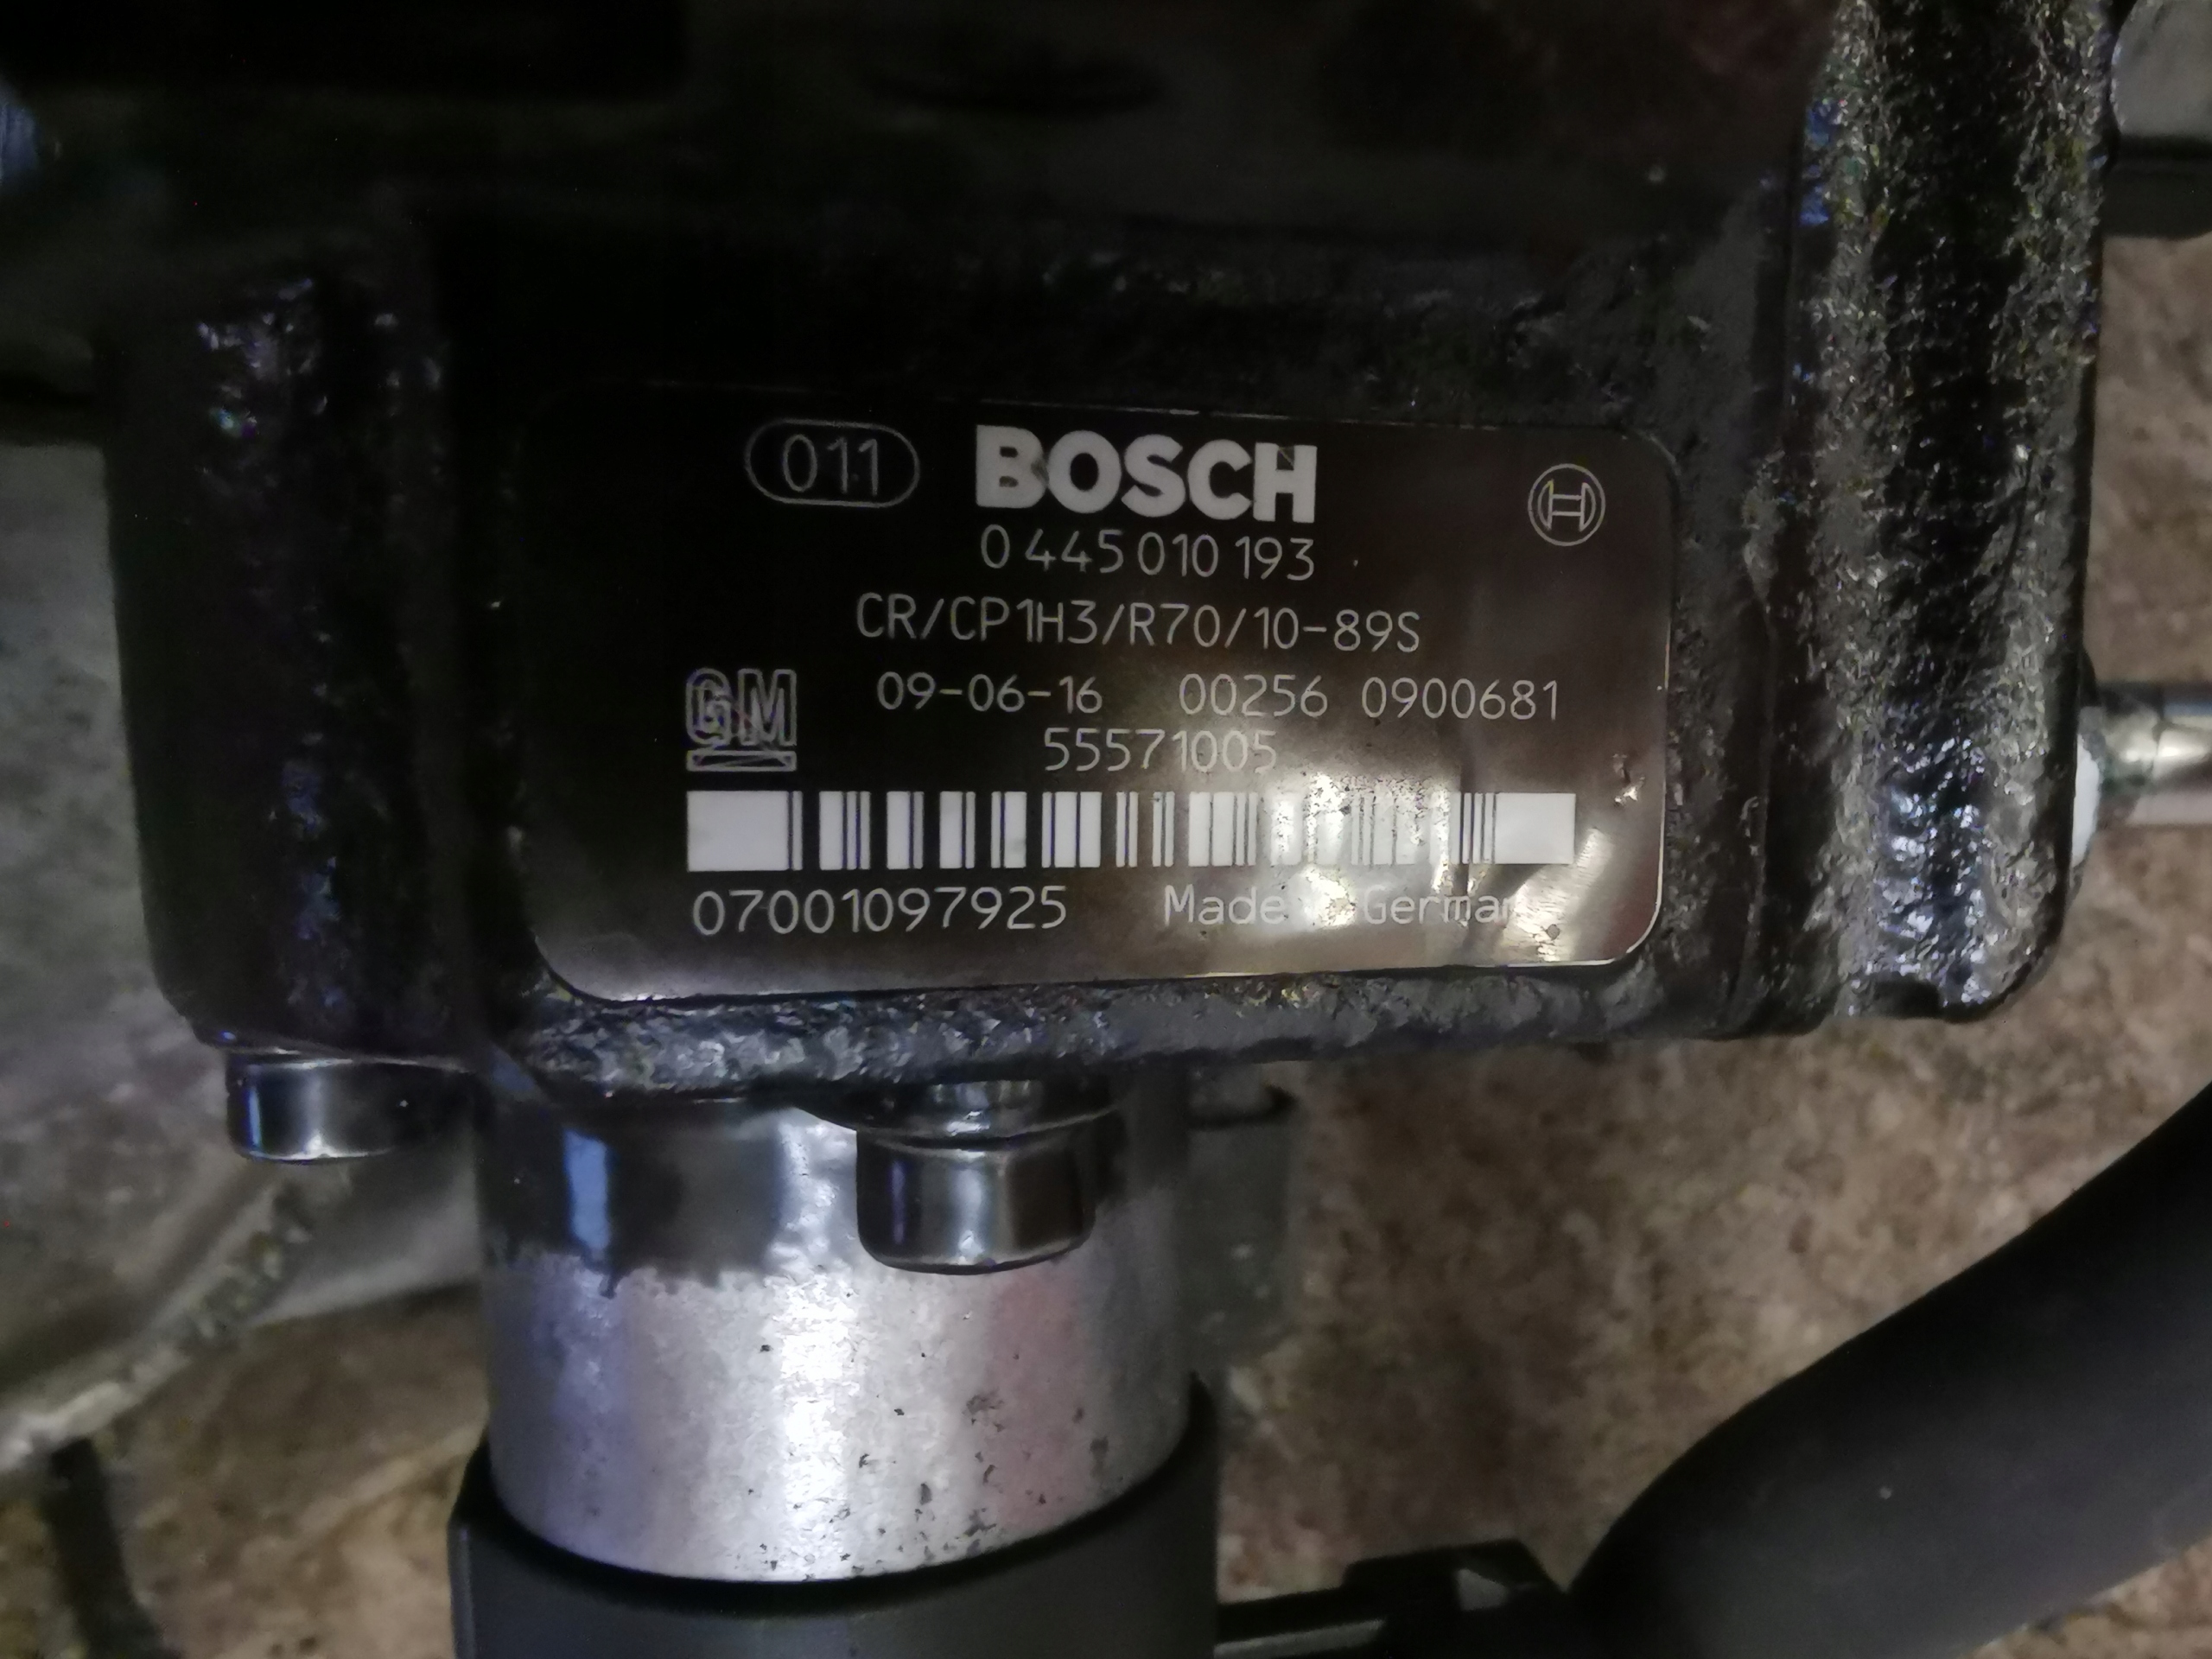 011 BOSCH
0 445 010 193
CR/CP1H3/R70/10-89S
GM 09-06-16 00256 0900681
55571005
07001097925 Made German